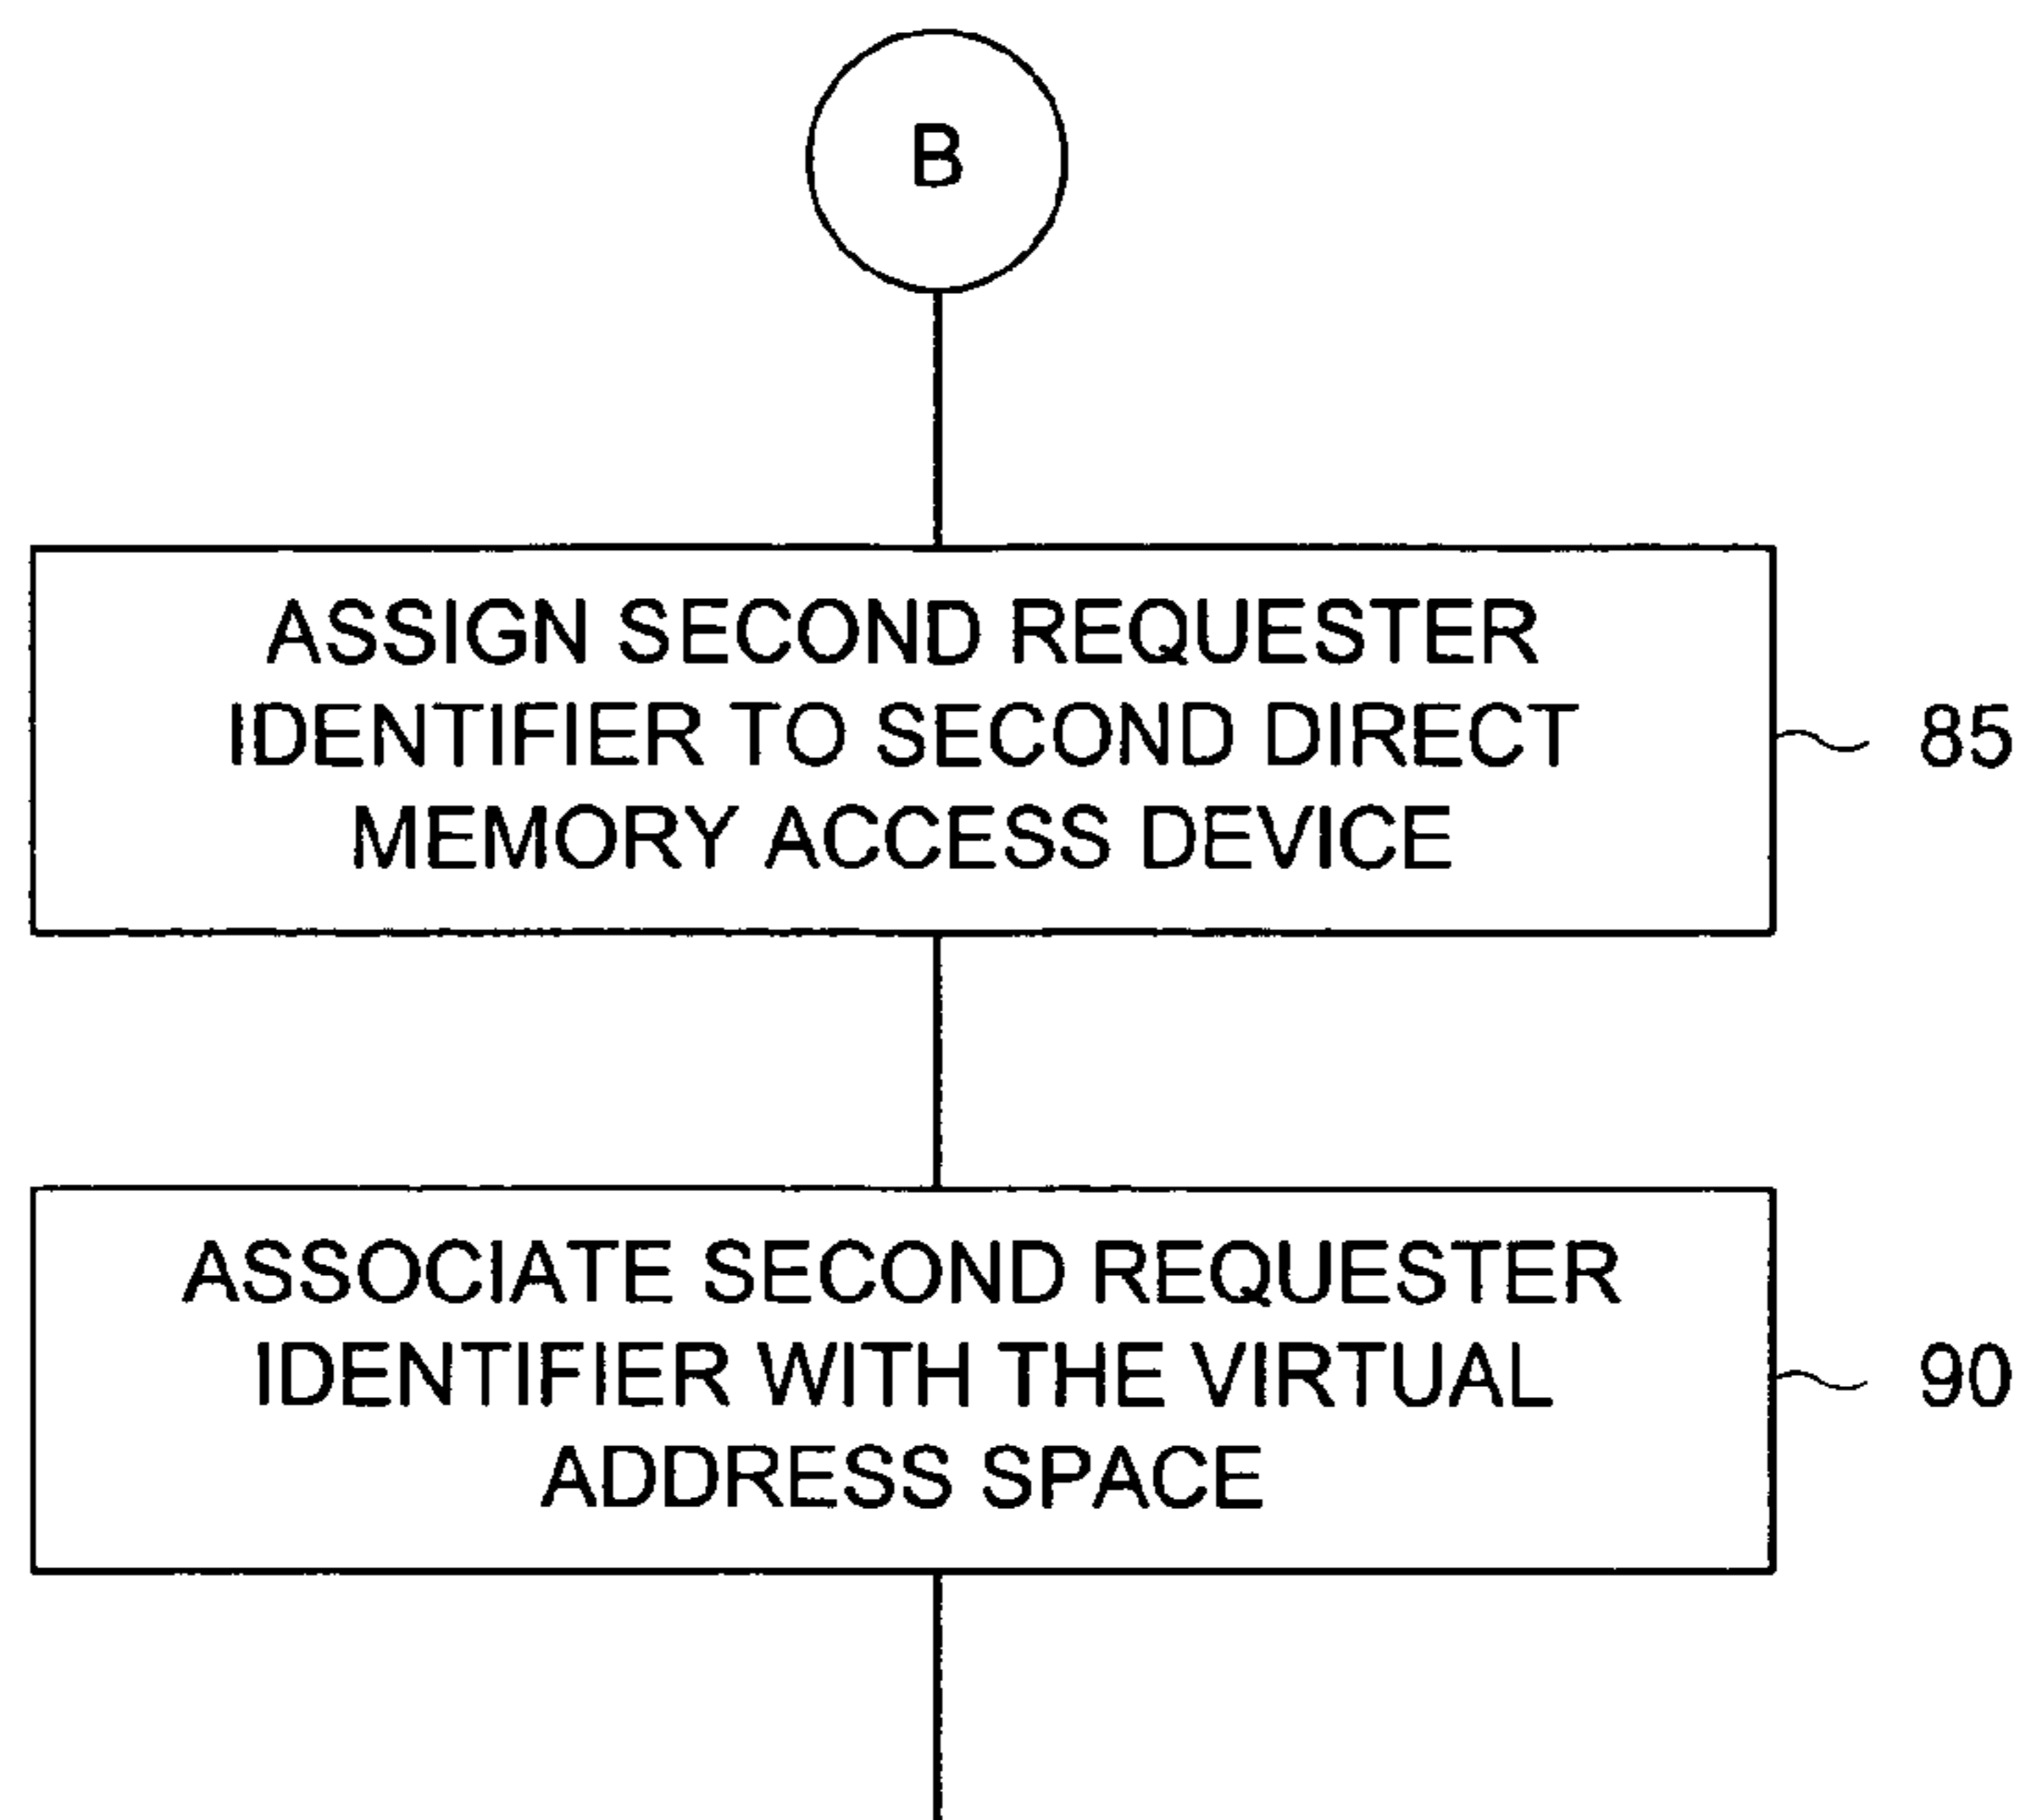 B
ASSIGN SECOND REQUESTER
IDENTIFIER TO SECOND DIRECT
MEMORY ACCESS DEVICE
85
ASSOCIATE SECOND REQUESTER
IDENTIFIER WITH THE VIRTUAL
ADDRESS SPACE
90